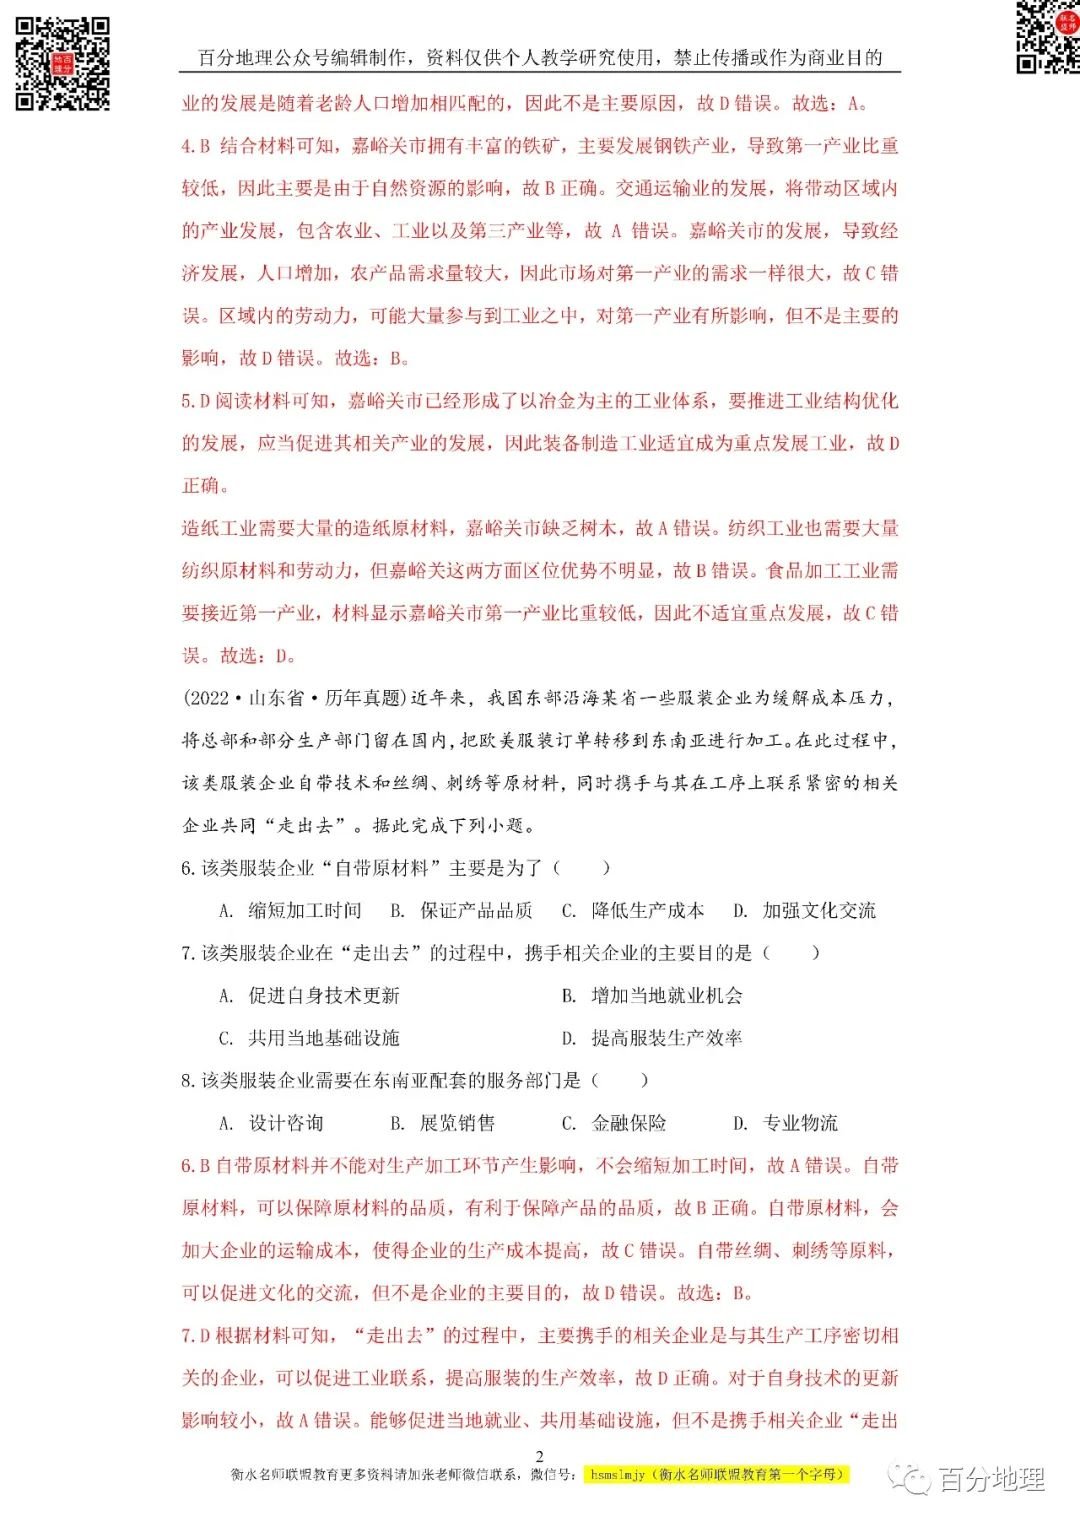 百分地理公众号编辑制作，资料仅供个人教学研究使用，禁止传播或作为商业目的
业的发展是随着老龄人口增加相匹配的，因此不是主要原因，故 D 错误。故选：A。
4.B 结合材料可知，嘉峪关市拥有丰富的铁矿，主要发展钢铁产业，导致第一产业比重
较低，因此主要是由于自然资源的影响，故 B 正确。交通运输业的发展，将带动区域内
的产业发展，包含农业、工业以及第三产业等，故 A 错误。嘉峪关市的发展，导致经
济发展，人口增加，农产品需求量较大，因此市场对第一产业的需求一样很大，故 C 错
误。区域内的劳动力，可能大量参与到工业之中，对第一产业有所影响，但不是主要的
影响，故 D 错误。故选：B。
5.D 阅读材料可知，嘉峪关市已经形成了以冶金为主的工业体系，要推进工业结构优化
的发展，应当促进其相关产业的发展，因此装备制造工业适宜成为重点发展工业，故 D
正确。
造纸工业需要大量的造纸原材料，嘉峪关市缺乏树木，故 A 错误。纺织工业也需要大量
纺织原材料和劳动力，但嘉峪关这两方面区位优势不明显，故 B 错误。食品加工工业需
要接近第一产业，材料显示嘉峪关市第一产业比重较低，因此不适宜重点发展，故 C 错
误。故选：D。
(2022·山东省·历年真题)近年来，我国东部沿海某省一些服装企业为缓解成本压力，
将总部和部分生产部门留在国内，把欧美服装订单转移到东南亚进行加工。在此过程中，
该类服装企业自带技术和丝绸、刺绣等原材料，同时携手与其在工序上联系紧密的相关
企业共同“走出去”。据此完成下列小题。
6.该类服装企业“自带原材料”主要是为了（　　）
A. 缩短加工时间 B. 保证产品品质 C. 降低生产成本 D. 加强文化交流
7.该类服装企业在“走出去”的过程中，携手相关企业的主要目的是（　　）
A. 促进自身技术更新 B. 增加当地就业机会
C. 共用当地基础设施 D. 提高服装生产效率
8.该类服装企业需要在东南亚配套的服务部门是（　　）
A. 设计咨询 B. 展览销售 C. 金融保险 D. 专业物流
6.B 自带原材料并不能对生产加工环节产生影响，不会缩短加工时间，故 A 错误。自带
原材料，可以保障原材料的品质，有利于保障产品的品质，故 B 正确。自带原材料，会
加大企业的运输成本，使得企业的生产成本提高，故 C 错误。自带丝绸、刺绣等原料，
可以促进文化的交流，但不是企业的主要目的，故 D 错误。故选：B。
7.D 根据材料可知，“走出去”的过程中，主要携手的相关企业是与其生产工序密切相
关的企业，可以促进工业联系，提高服装的生产效率，故 D 正确。对于自身技术的更新
影响较小，故 A 错误。能够促进当地就业、共用基础设施，但不是携手相关企业“走出
2
衡水名师联盟教育更多资料请加张老师微信联系，微信号： hsmslmjy（衡水名师联盟教育第一个字母）
百分地理